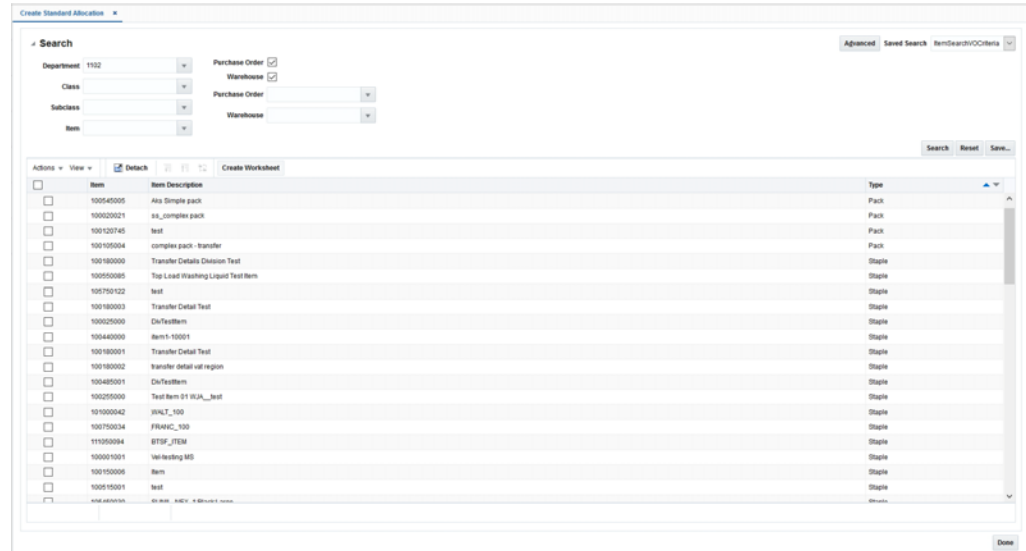 Create Standard Allocation ×
Search
Advanced Saved Search ItemSearchVOCriteria
Department 1102
Purchase Order
Class
Warehouse
Purchase Order
Subclass
Warehouse
Item
Search Reset Save...
Actions View Detach Create Worksheet
Item Item Description Type
100545005 Aks Simple pack Pack
100020021 ss_complex pack Pack
100120745 test Pack
100105004 complex pack - transfer Pack
100180000 Transfer Details Division Test Staple
100550085 Top Load Washing Liquid Test Item Staple
105750122 test Staple
100180003 Transfer Detail Test Staple
100025000 DivTestItem Staple
100440000 item1-10001 Staple
100180001 Transfer Detail Test Staple
100180002 transfer detail vat region Staple
100485001 DivTestItem Staple
100255000 Test Item 01 WJA__test Staple
101000042 WALT_100 Staple
100750034 FRANC_100 Staple
111050094 BTSF_ITEM Staple
100001001 Vel-testing MS Staple
100150006 Item Staple
100515001 test Staple
Done